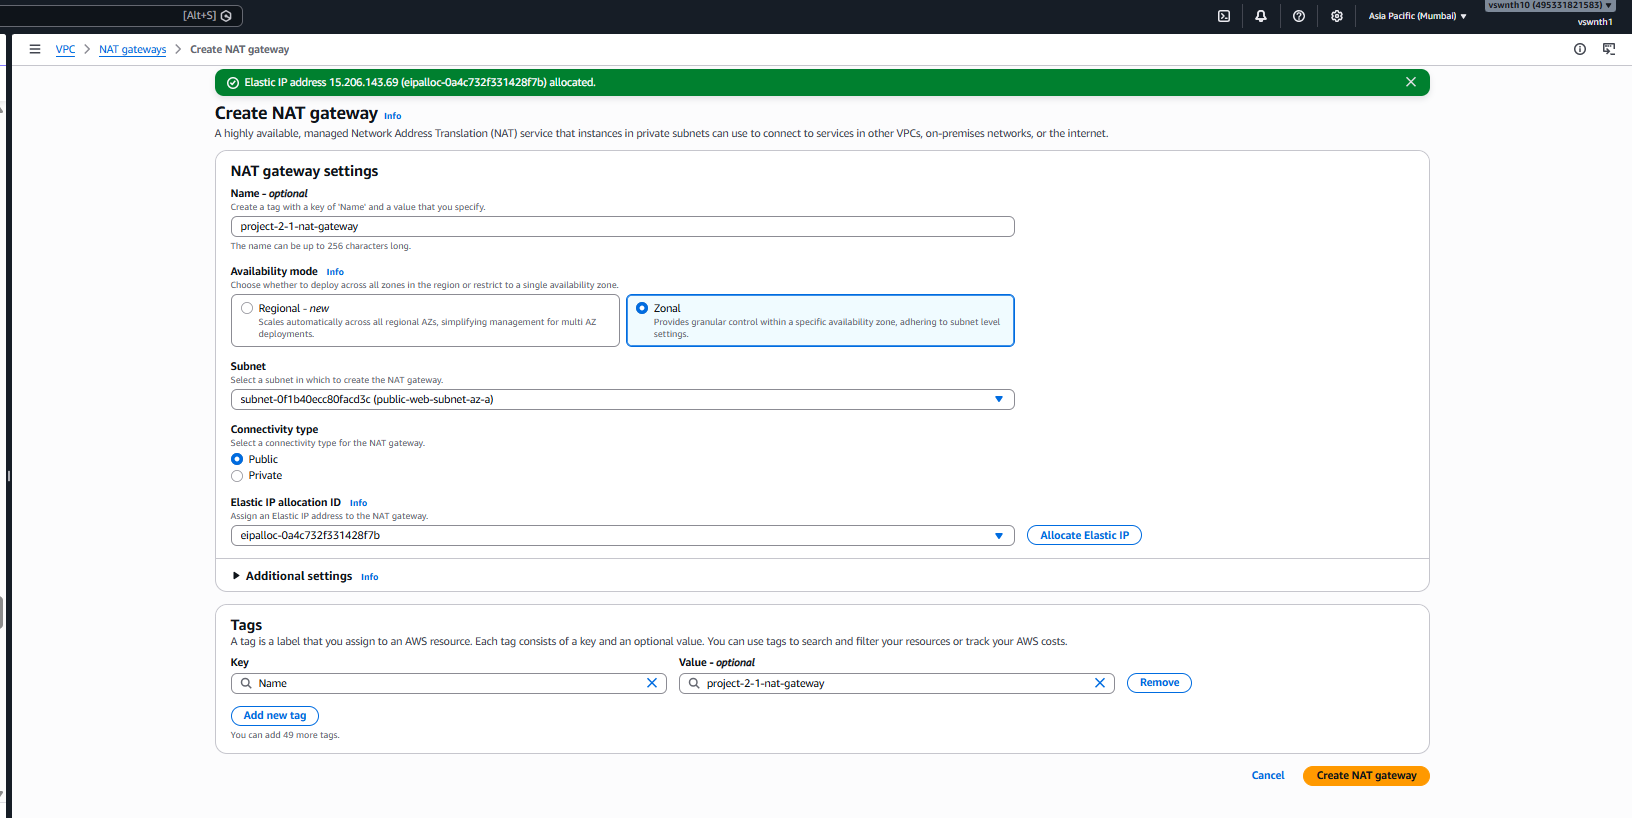 [Alt+S]
Asia Pacific (Mumbai) ▼
vswnth10 (495331821583) ▼
vswnth1
VPC > NAT gateways > Create NAT gateway
Elastic IP address 15.206.143.69 (eipalloc-0a4c732f331428f7b) allocated.
Create NAT gateway Info
A highly available, managed Network Address Translation (NAT) service that instances in private subnets can use to connect to services in other VPCs, on-premises networks, or the internet.
NAT gateway settings
Name - optional
Create a tag with a key of 'Name' and a value that you specify.
project-2-1-nat-gateway
The name can be up to 256 characters long.
Availability mode Info
Choose whether to deploy across all zones in the region or restrict to a single availability zone.
Regional - new
Scales automatically across all regional AZs, simplifying management for multi AZ
deployments.
Zonal
Provides granular control within a specific availability zone, adhering to subnet level
settings.
Subnet
Select a subnet in which to create the NAT gateway.
subnet-0f1b40ecc80facd3c (public-web-subnet-az-a)
Connectivity type
Select a connectivity type for the NAT gateway.
Public
Private
Elastic IP allocation ID Info
Assign an Elastic IP address to the NAT gateway.
eipalloc-0a4c732f331428f7b
Allocate Elastic IP
Additional settings Info
Tags
A tag is a label that you assign to an AWS resource. Each tag consists of a key and an optional value. You can use tags to search and filter your resources or track your AWS costs.
Key
Value - optional
Name
project-2-1-nat-gateway
Remove
Add new tag
You can add 49 more tags.
Cancel
Create NAT gateway